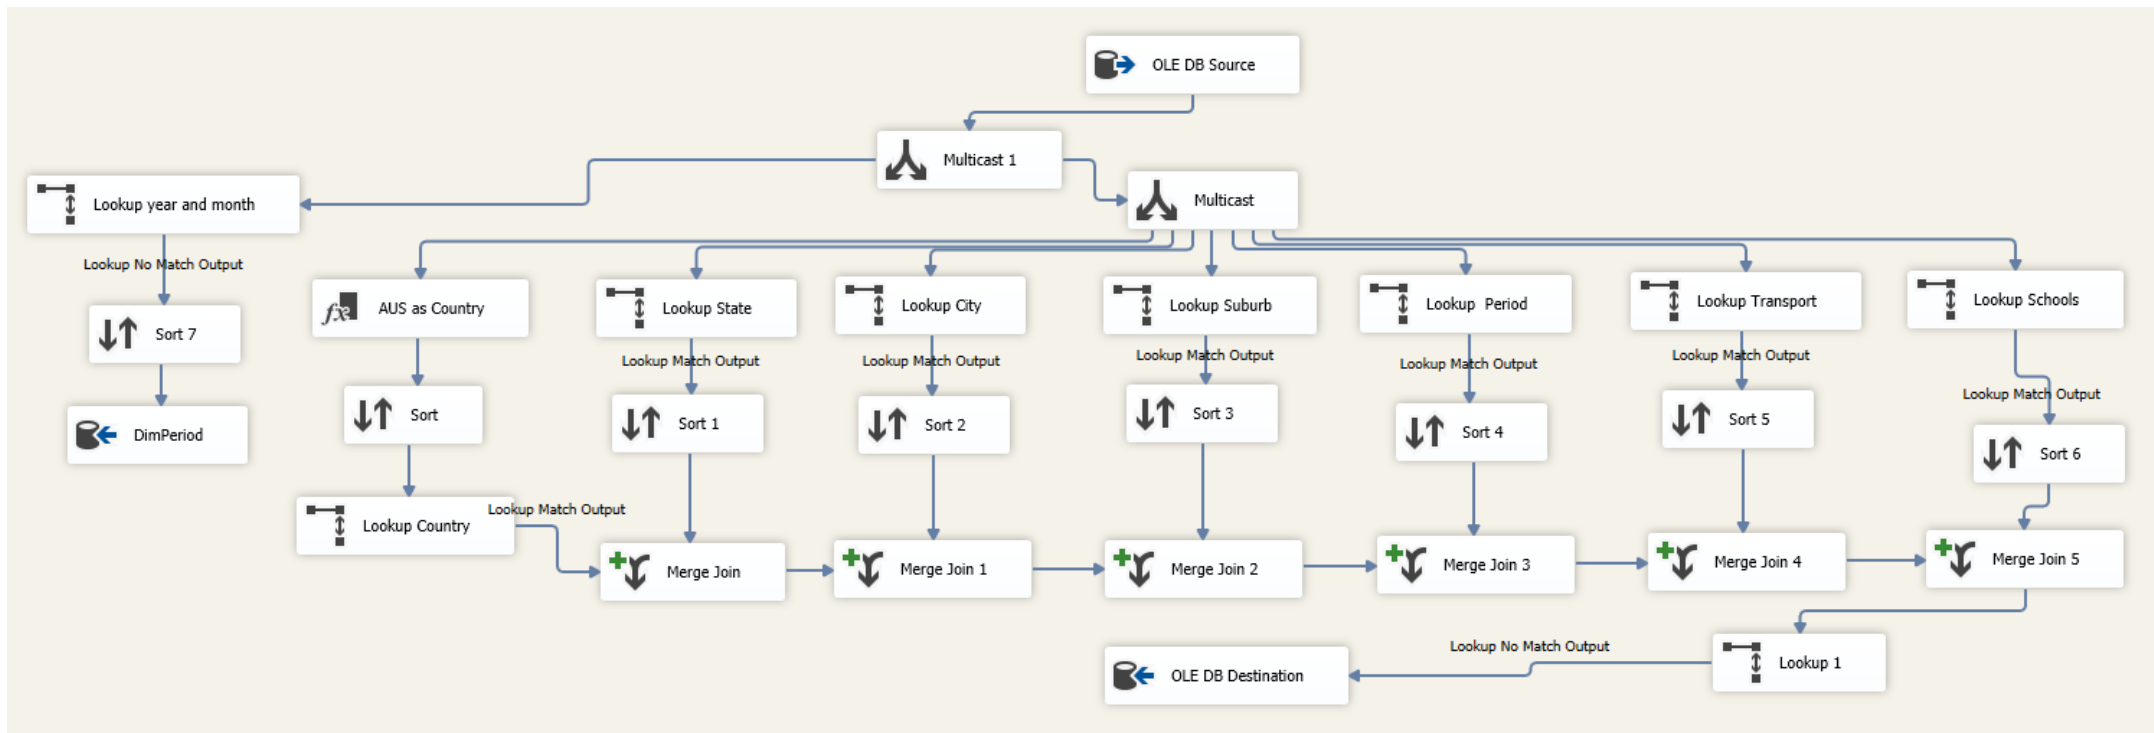 OLE DB Source
Multicast 1
Multicast
Lookup year and month
Lookup No Match Output
Sort 7
DimPeriod
AUS as Country
Lookup State
Lookup City
Lookup Suburb
Lookup Period
Lookup Transport
Lookup Schools
Lookup Match Output
Lookup Match Output
Lookup Match Output
Lookup Match Output
Lookup Match Output
Lookup Match Output
Sort
Sort 1
Sort 2
Sort 3
Sort 4
Sort 5
Sort 6
Lookup Country
Lookup Match Output
Merge Join
Merge Join 1
Merge Join 2
Merge Join 3
Merge Join 4
Merge Join 5
Lookup 1
Lookup No Match Output
OLE DB Destination